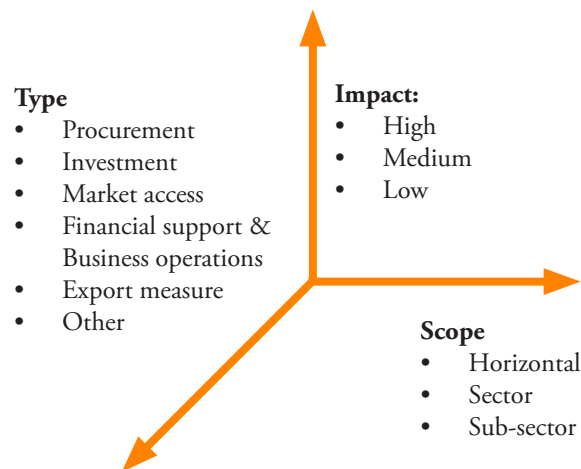 Type
• Procurement
• Investment
• Market access
• Financial support &
Business operations
• Export measure
• Other
Impact:
• High
• Medium
• Low
Scope
• Horizontal
• Sector
• Sub-sector